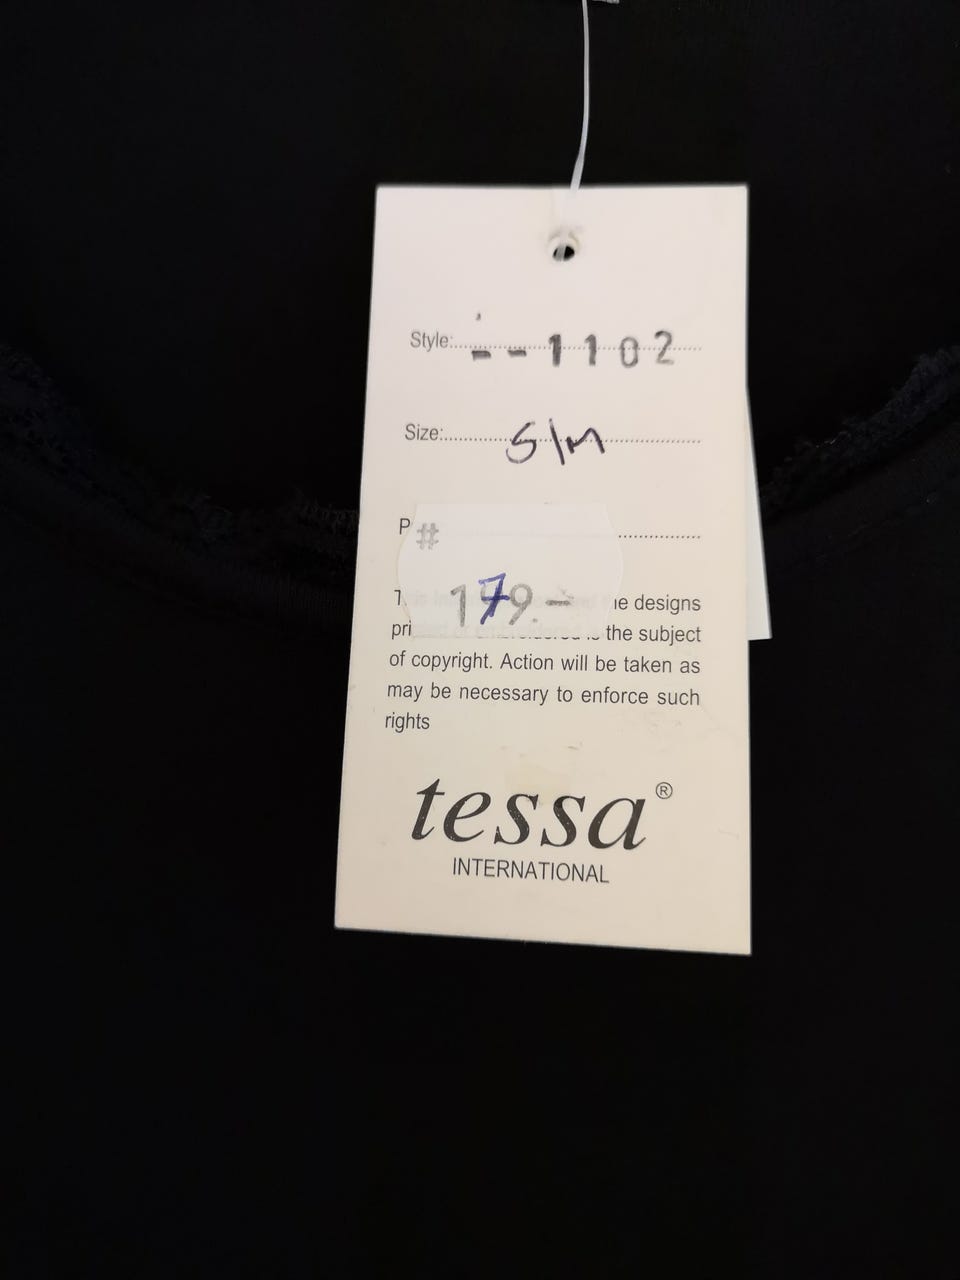 Style: --1102
Size: S/M
P #
179.-
the designs
the subject
of copyright. Action will be taken as
may be necessary to enforce such
rights
tessa®
INTERNATIONAL